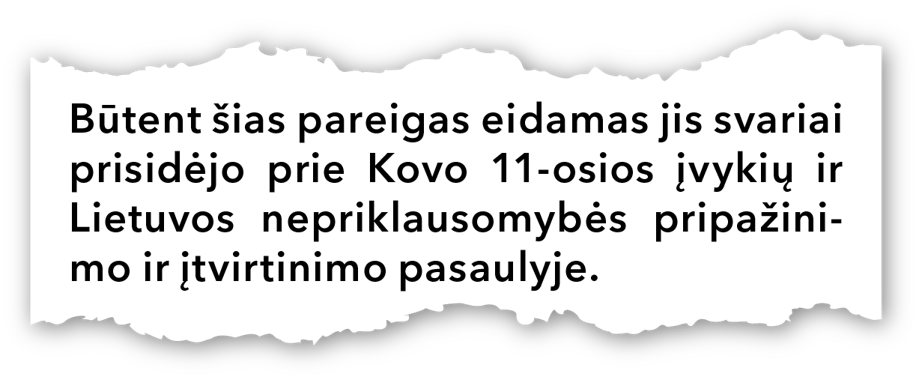 Būtent šias pareigas eidamas jis svariai
prisidėjo prie Kovo 11-osios įvykių ir
Lietuvos nepriklausomybės pripažini-
mo ir įtvirtinimo pasaulyje.